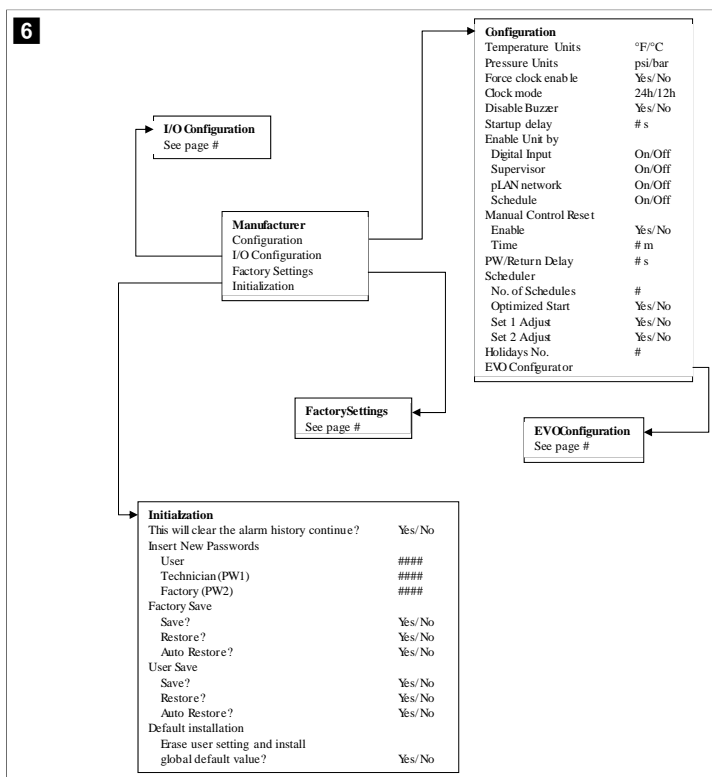 6
Configuration
Temperature Units °F/°C
Pressure Units psi/bar
Force clock enable Yes/No
Clock mode 24h/12h
Disable Buzzer Yes/No
Startup delay # s
Enable Unit by
Digital Input On/Off
Supervisor On/Off
pLAN network On/Off
Schedule On/Off
Manual Control Reset
Enable Yes/No
Time # m
PW/Return Delay # s
Scheduler
No. of Schedules #
Optimized Start Yes/No
Set 1 Adjust Yes/No
Set 2 Adjust Yes/No
Holidays No. #
EVO Configurator
I/O Configuration
See page #
Manufacturer
Configuration
I/O Configuration
Factory Settings
Initialization
FactorySettings
See page #
EVOConfiguration
See page #
Initialzation
This will clear the alarm history continue? Yes/No
Insert New Passwords
User ####
Technician (PW1) ####
Factory (PW2) ####
Factory Save
Save? Yes/No
Restore? Yes/No
Auto Restore? Yes/No
User Save
Save? Yes/No
Restore? Yes/No
Auto Restore? Yes/No
Default installation
Erase user setting and install
global default value? Yes/No